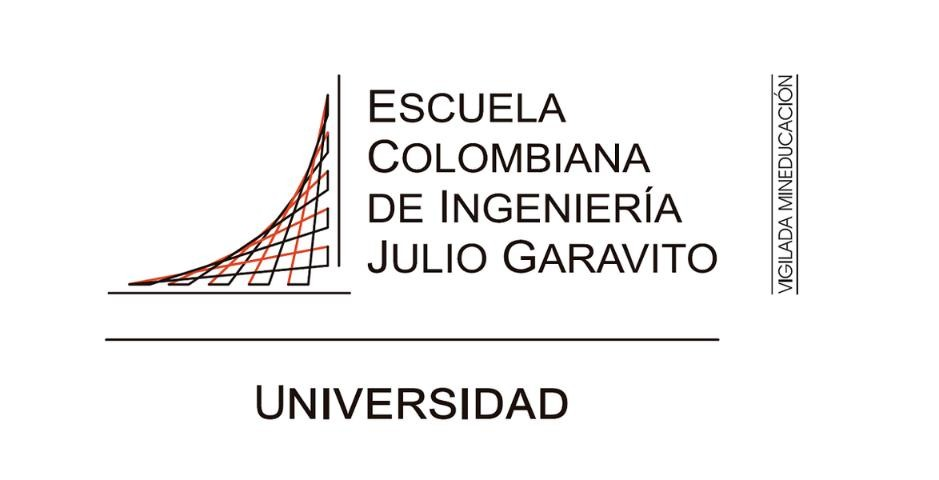 ESCUELA
COLOMBIANA
DE INGENIERÍA
JULIO GARAVITO
VIGILADA MINEDUCACIÓN
UNIVERSIDAD